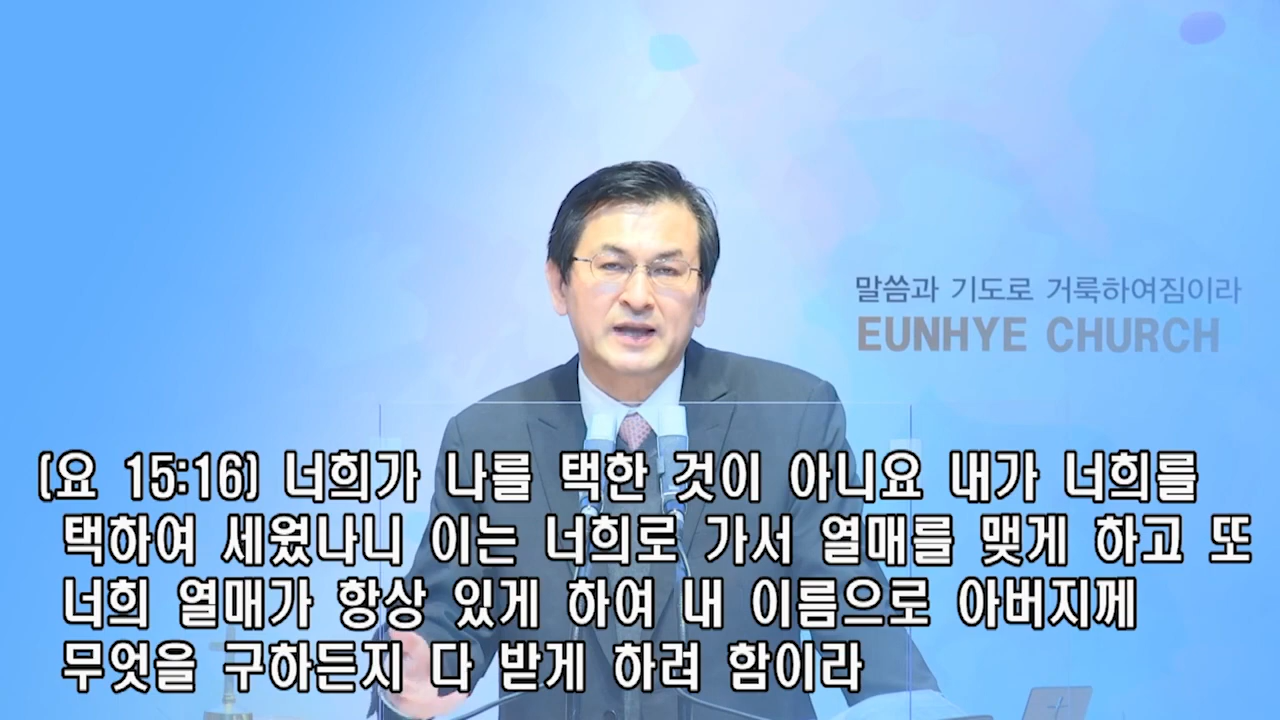 말씀과 기도로 거룩하여짐이라
EUNHYE CHURCH
(요 15:16) 너희가 나를 택한 것이 아니요 내가 너희를
택하여 세웠나니 이는 너희로 가서 열매를 맺게 하고 또
너희 열매가 항상 있게 하여 내 이름으로 아버지께
무엇을 구하든지 다 받게 하려 함이라